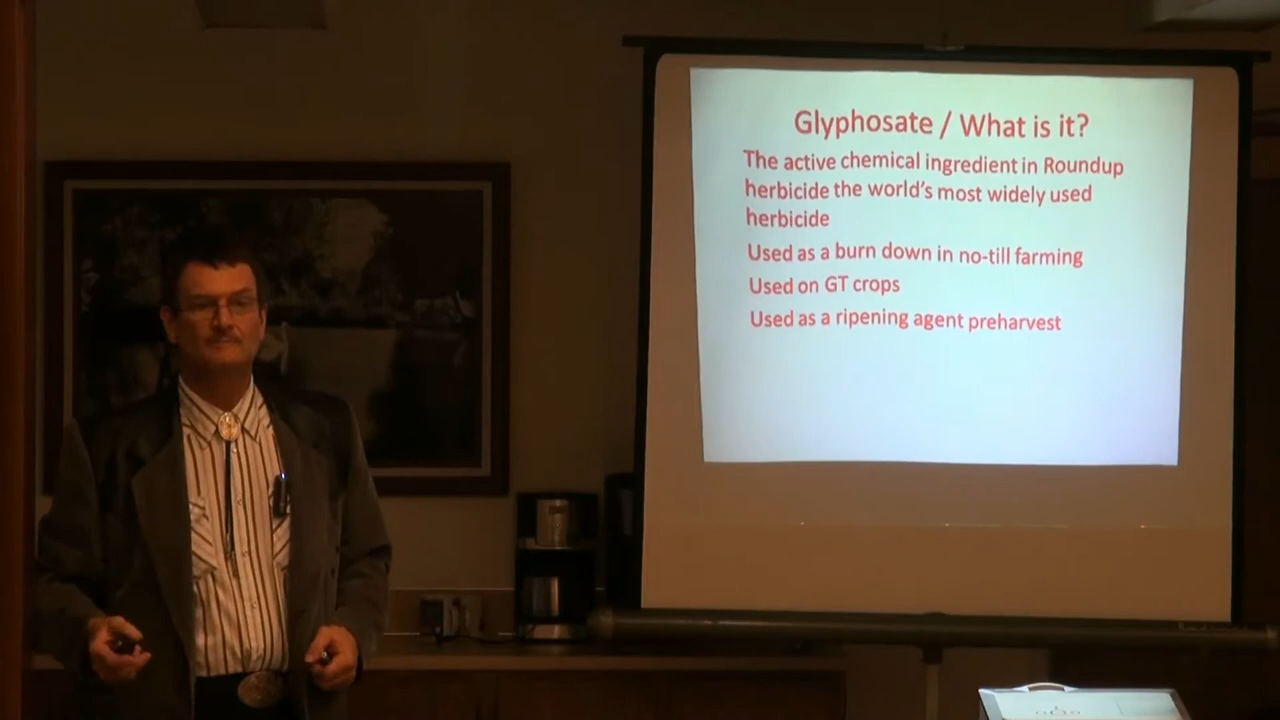 Glyphosate / What is it?
The active chemical ingredient in Roundup
herbicide the world's most widely used
herbicide
Used as a burn down in no-till farming
Used on GT crops
Used as a ripening agent preharvest